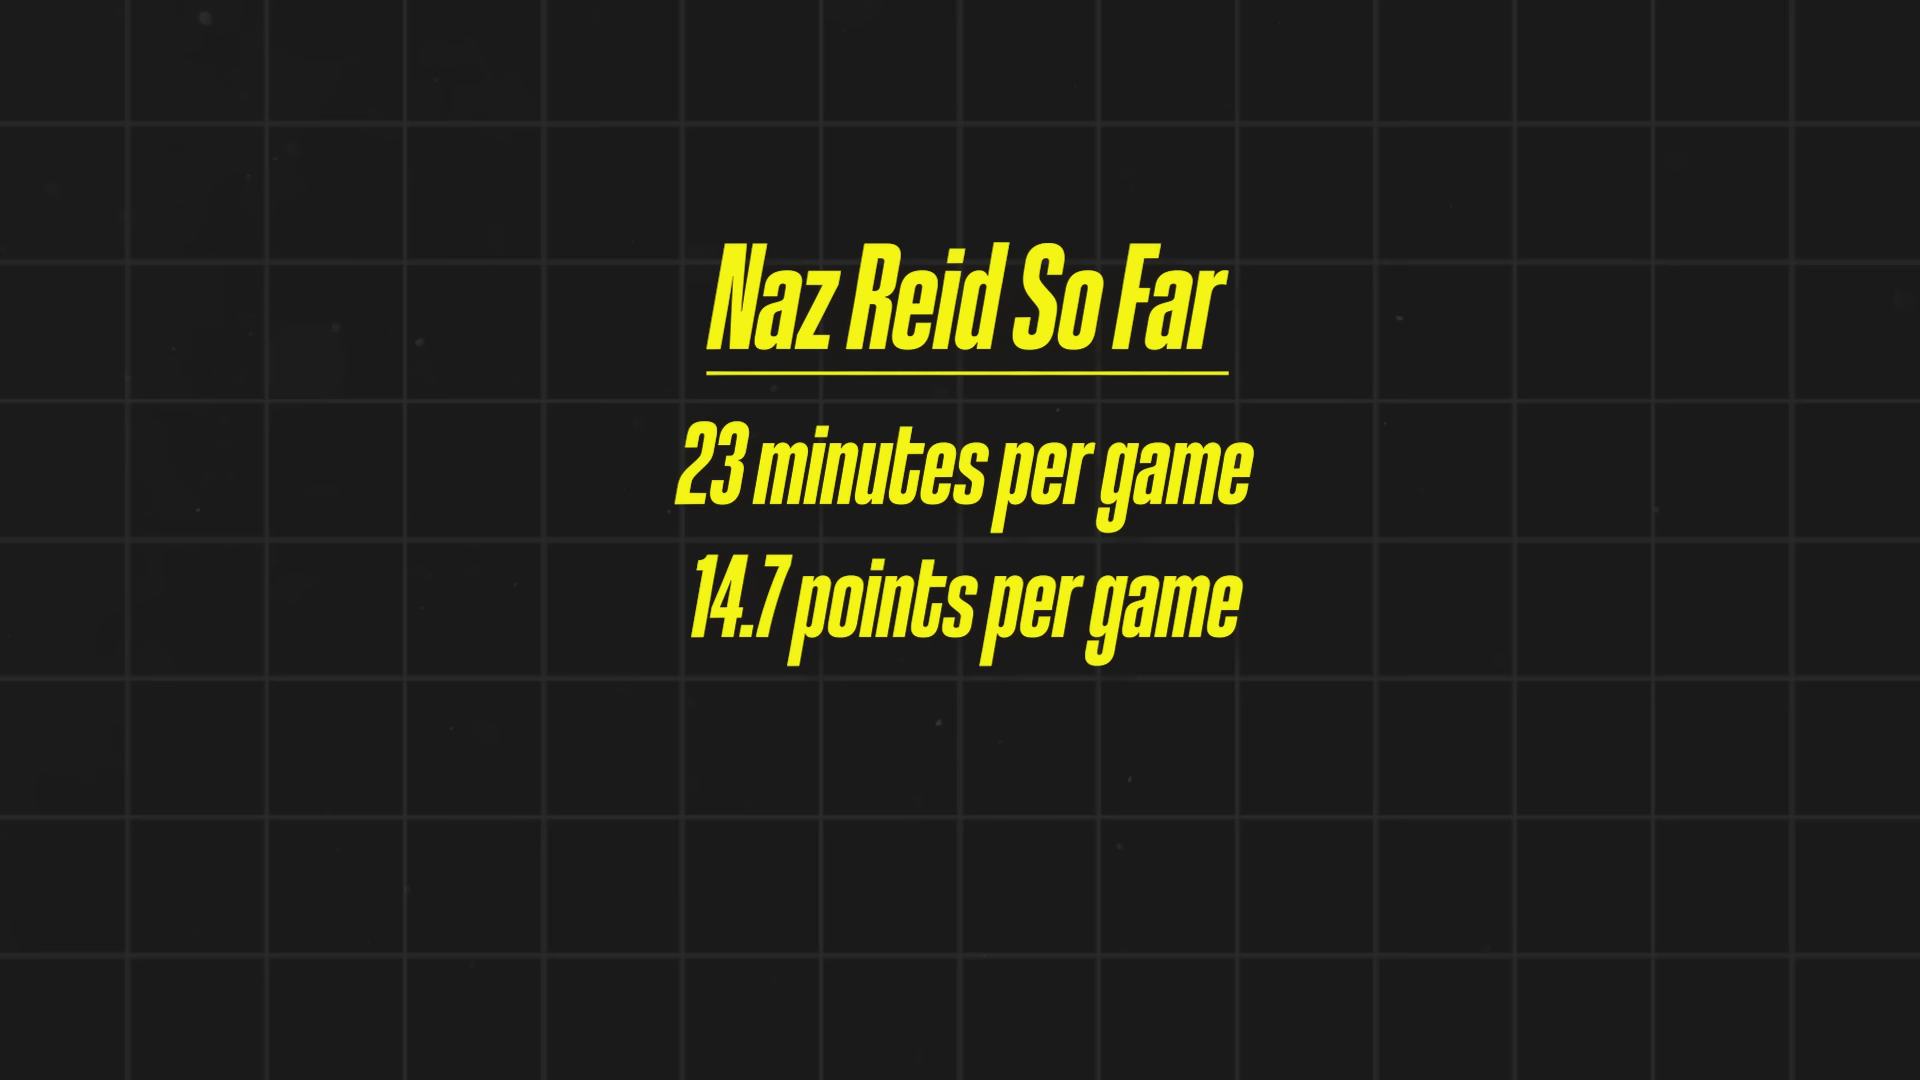 Naz Reid So Far
23 minutes per game
14.7 points per game